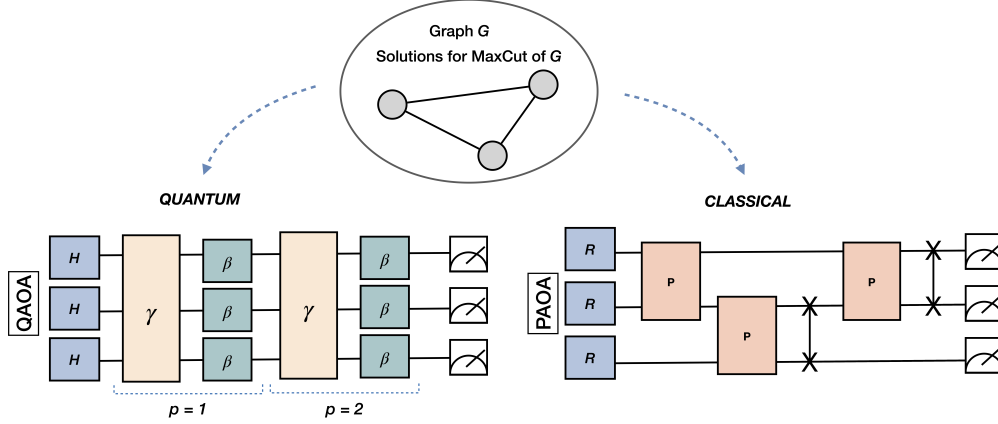 Graph G
Solutions for MaxCut of G
QUANTUM
CLASSICAL
QAOA
H
H
H
γ
β
β
β
γ
β
β
β
p = 1
p = 2
PAOA
R
R
R
P
P
P